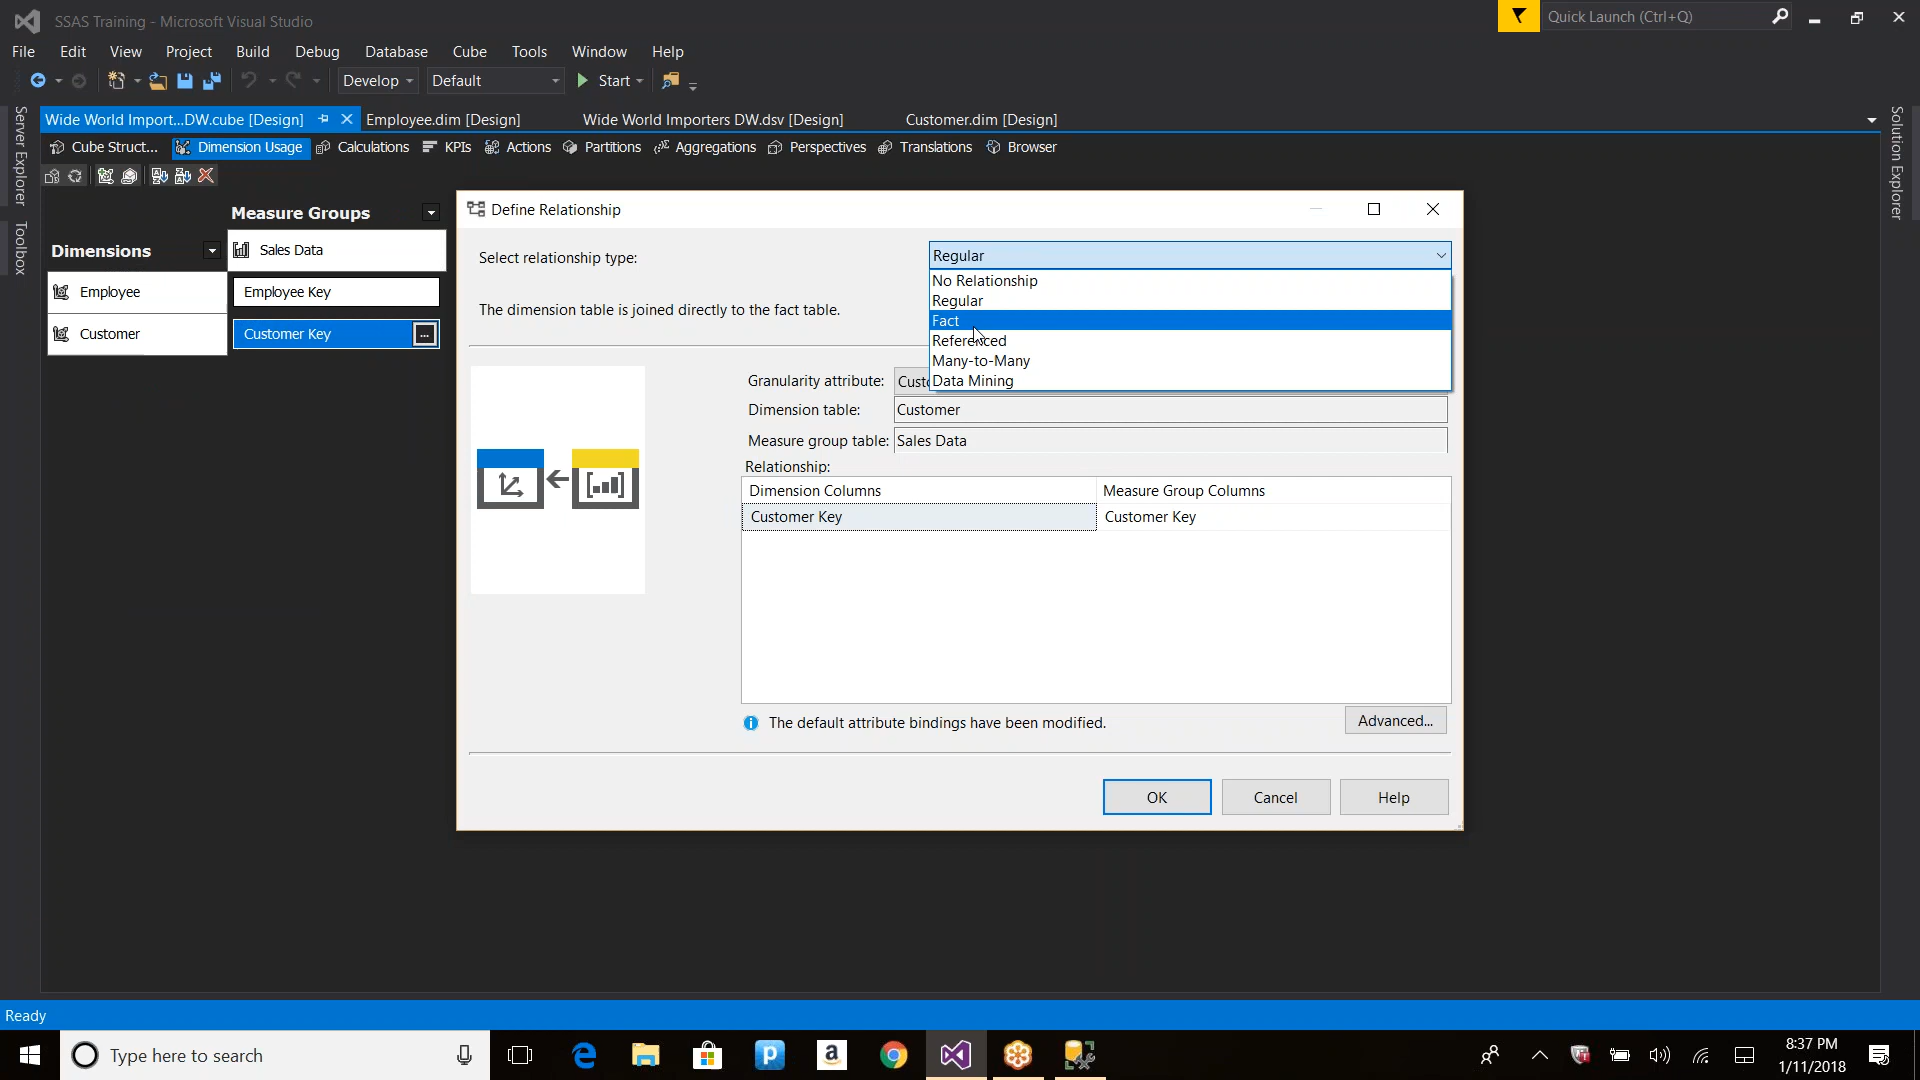 SSAS Training - Microsoft Visual Studio
Quick Launch (Ctrl+Q)
File Edit View Project Build Debug Database Cube Tools Window Help
Develop Default Start
Server Explorer
Toolbox
Solution Explorer
Wide World Import...DW.cube [Design] Employee.dim [Design] Wide World Importers DW.dsv [Design] Customer.dim [Design]
Cube Struct... Dimension Usage Calculations KPIs Actions Partitions Aggregations Perspectives Translations Browser
Measure Groups
Dimensions Sales Data
Employee Employee Key
Customer Customer Key ...
Define Relationship
Select relationship type: Regular
No Relationship
Regular
Fact
Referenced
Many-to-Many
Data Mining
The dimension table is joined directly to the fact table.
Granularity attribute:
Dimension table: Customer
Measure group table: Sales Data
Relationship:
Dimension Columns Measure Group Columns
Customer Key Customer Key
The default attribute bindings have been modified. Advanced...
OK Cancel Help
Ready
Type here to search
8:37 PM
1/11/2018